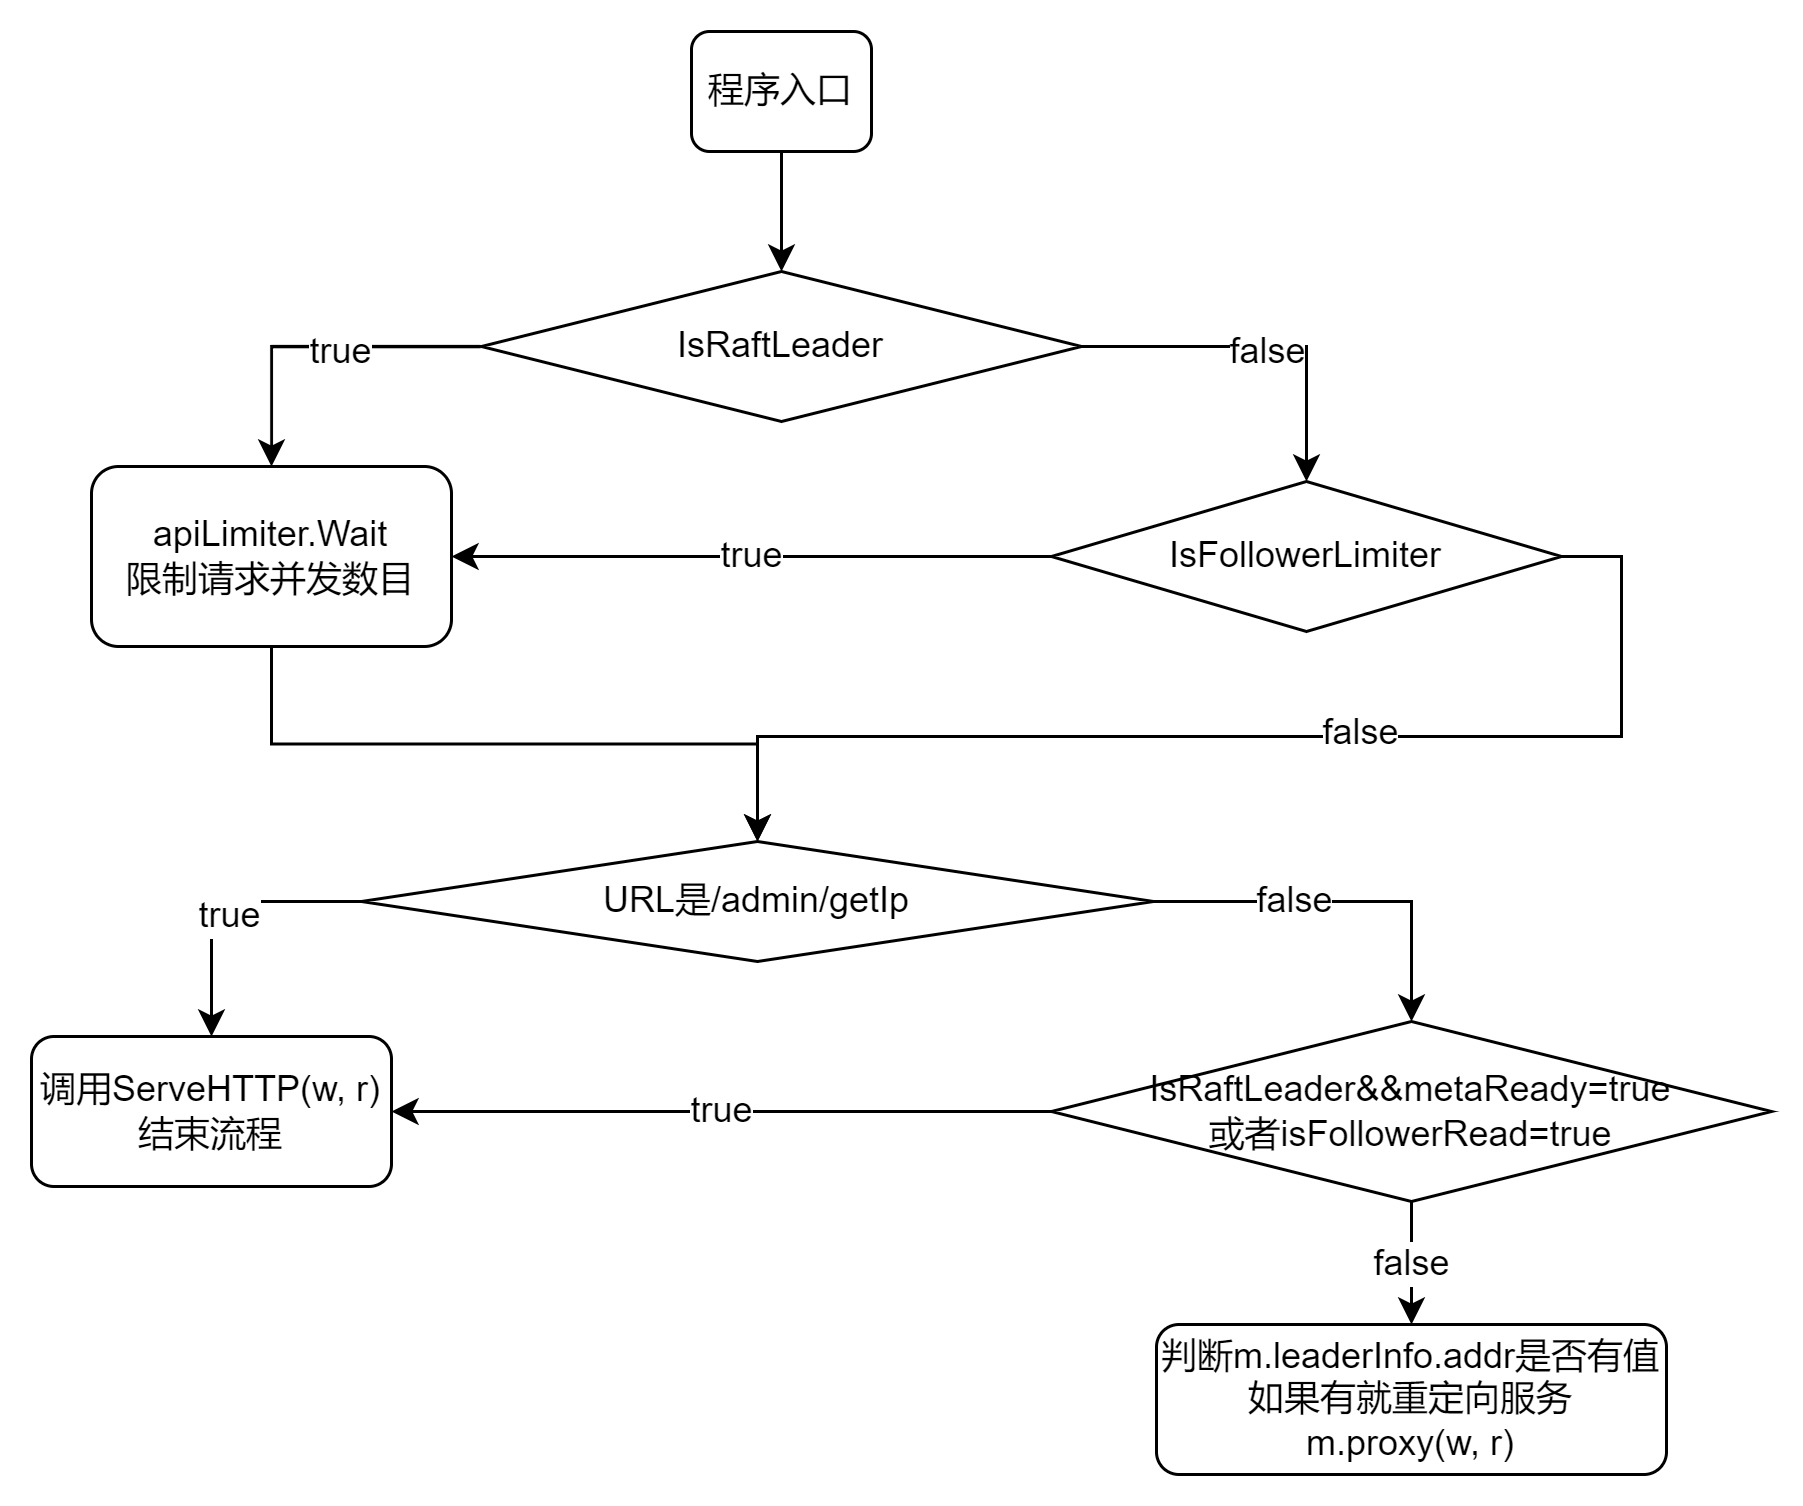 程序入口
IsRaftLeader
true
false
apiLimiter.Wait
限制请求并发数目
true
IsFollowerLimiter
false
URL是/admin/getIp
true
false
调用ServeHTTP(w, r)
结束流程
true
IsRaftLeader&&metaReady=true
或者isFollowerRead=true
false
判断m.leaderInfo.addr是否有值
如果有就重定向服务
m.proxy(w, r)